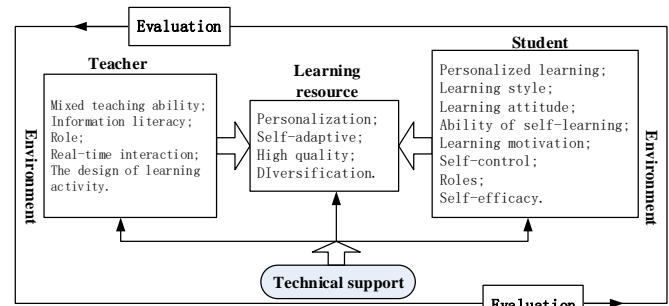 Evaluation
Teacher
Mixed teaching ability;
Information literacy;
Role;
Real-time interaction;
The design of learning
activity.
Learning
resource
Personalization;
Self-adaptive;
High quality;
DIversification.
Student
Personalized learning;
Learning style;
Learning attitude;
Ability of self-learning;
Learning motivation;
Self-control;
Roles;
Self-efficacy.
Environment
Environment
Technical support
Evaluation